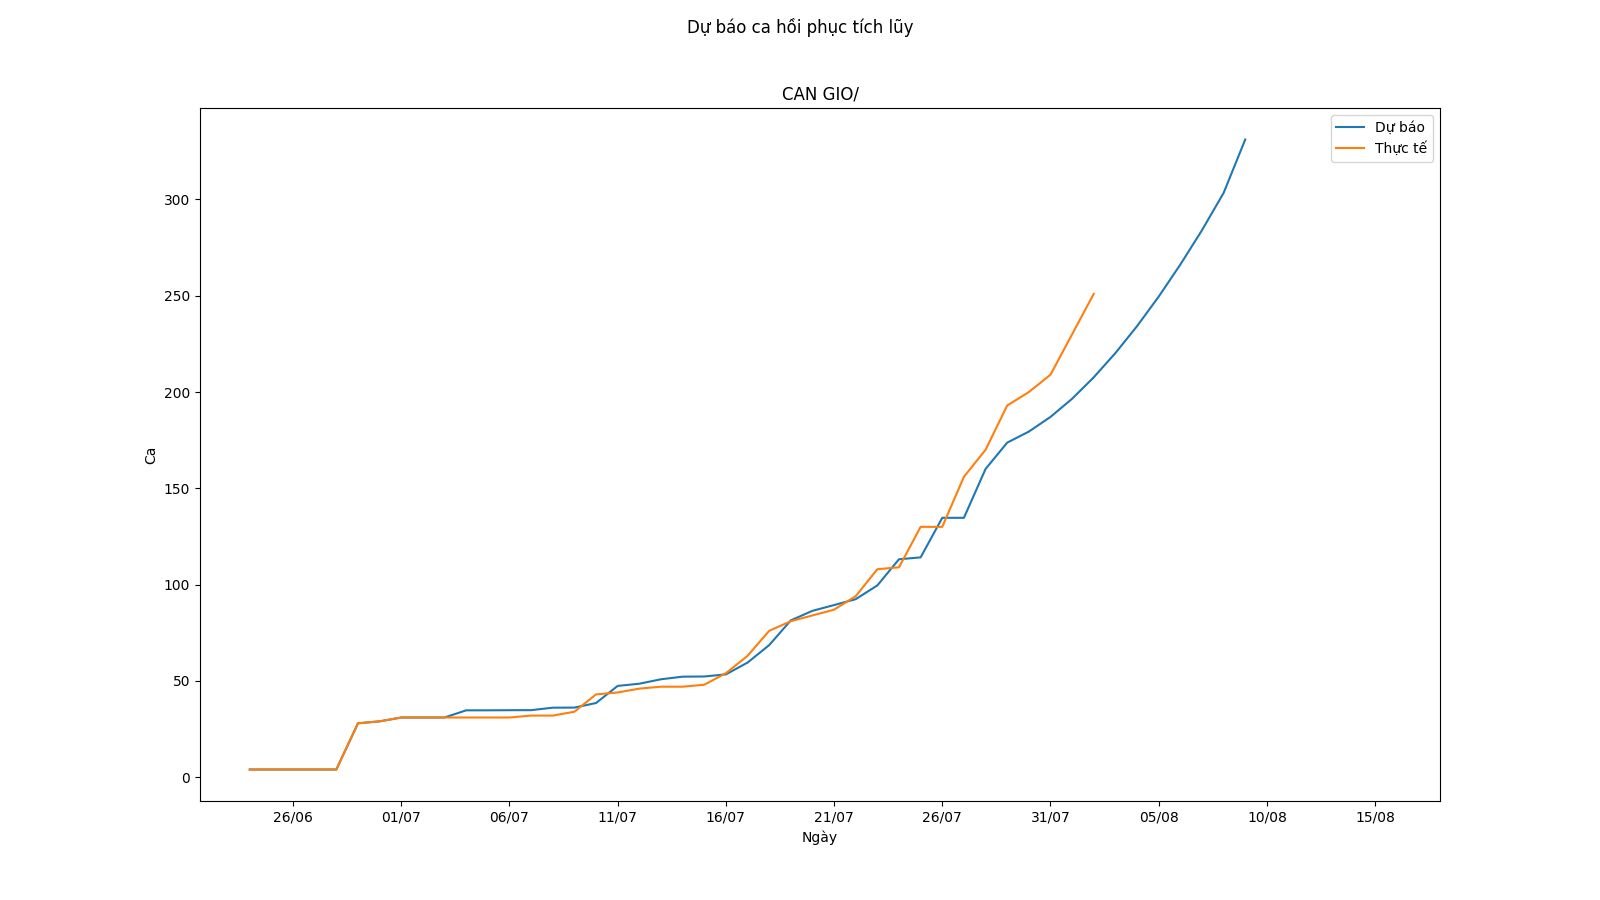 Dự báo ca hồi phục tích lũy
CAN GIO/
Dự báo
Thực tế
300
250
200
150
100
50
0
Ca
26/06 01/07 06/07 11/07 16/07 21/07 26/07 31/07 05/08 10/08 15/08
Ngày